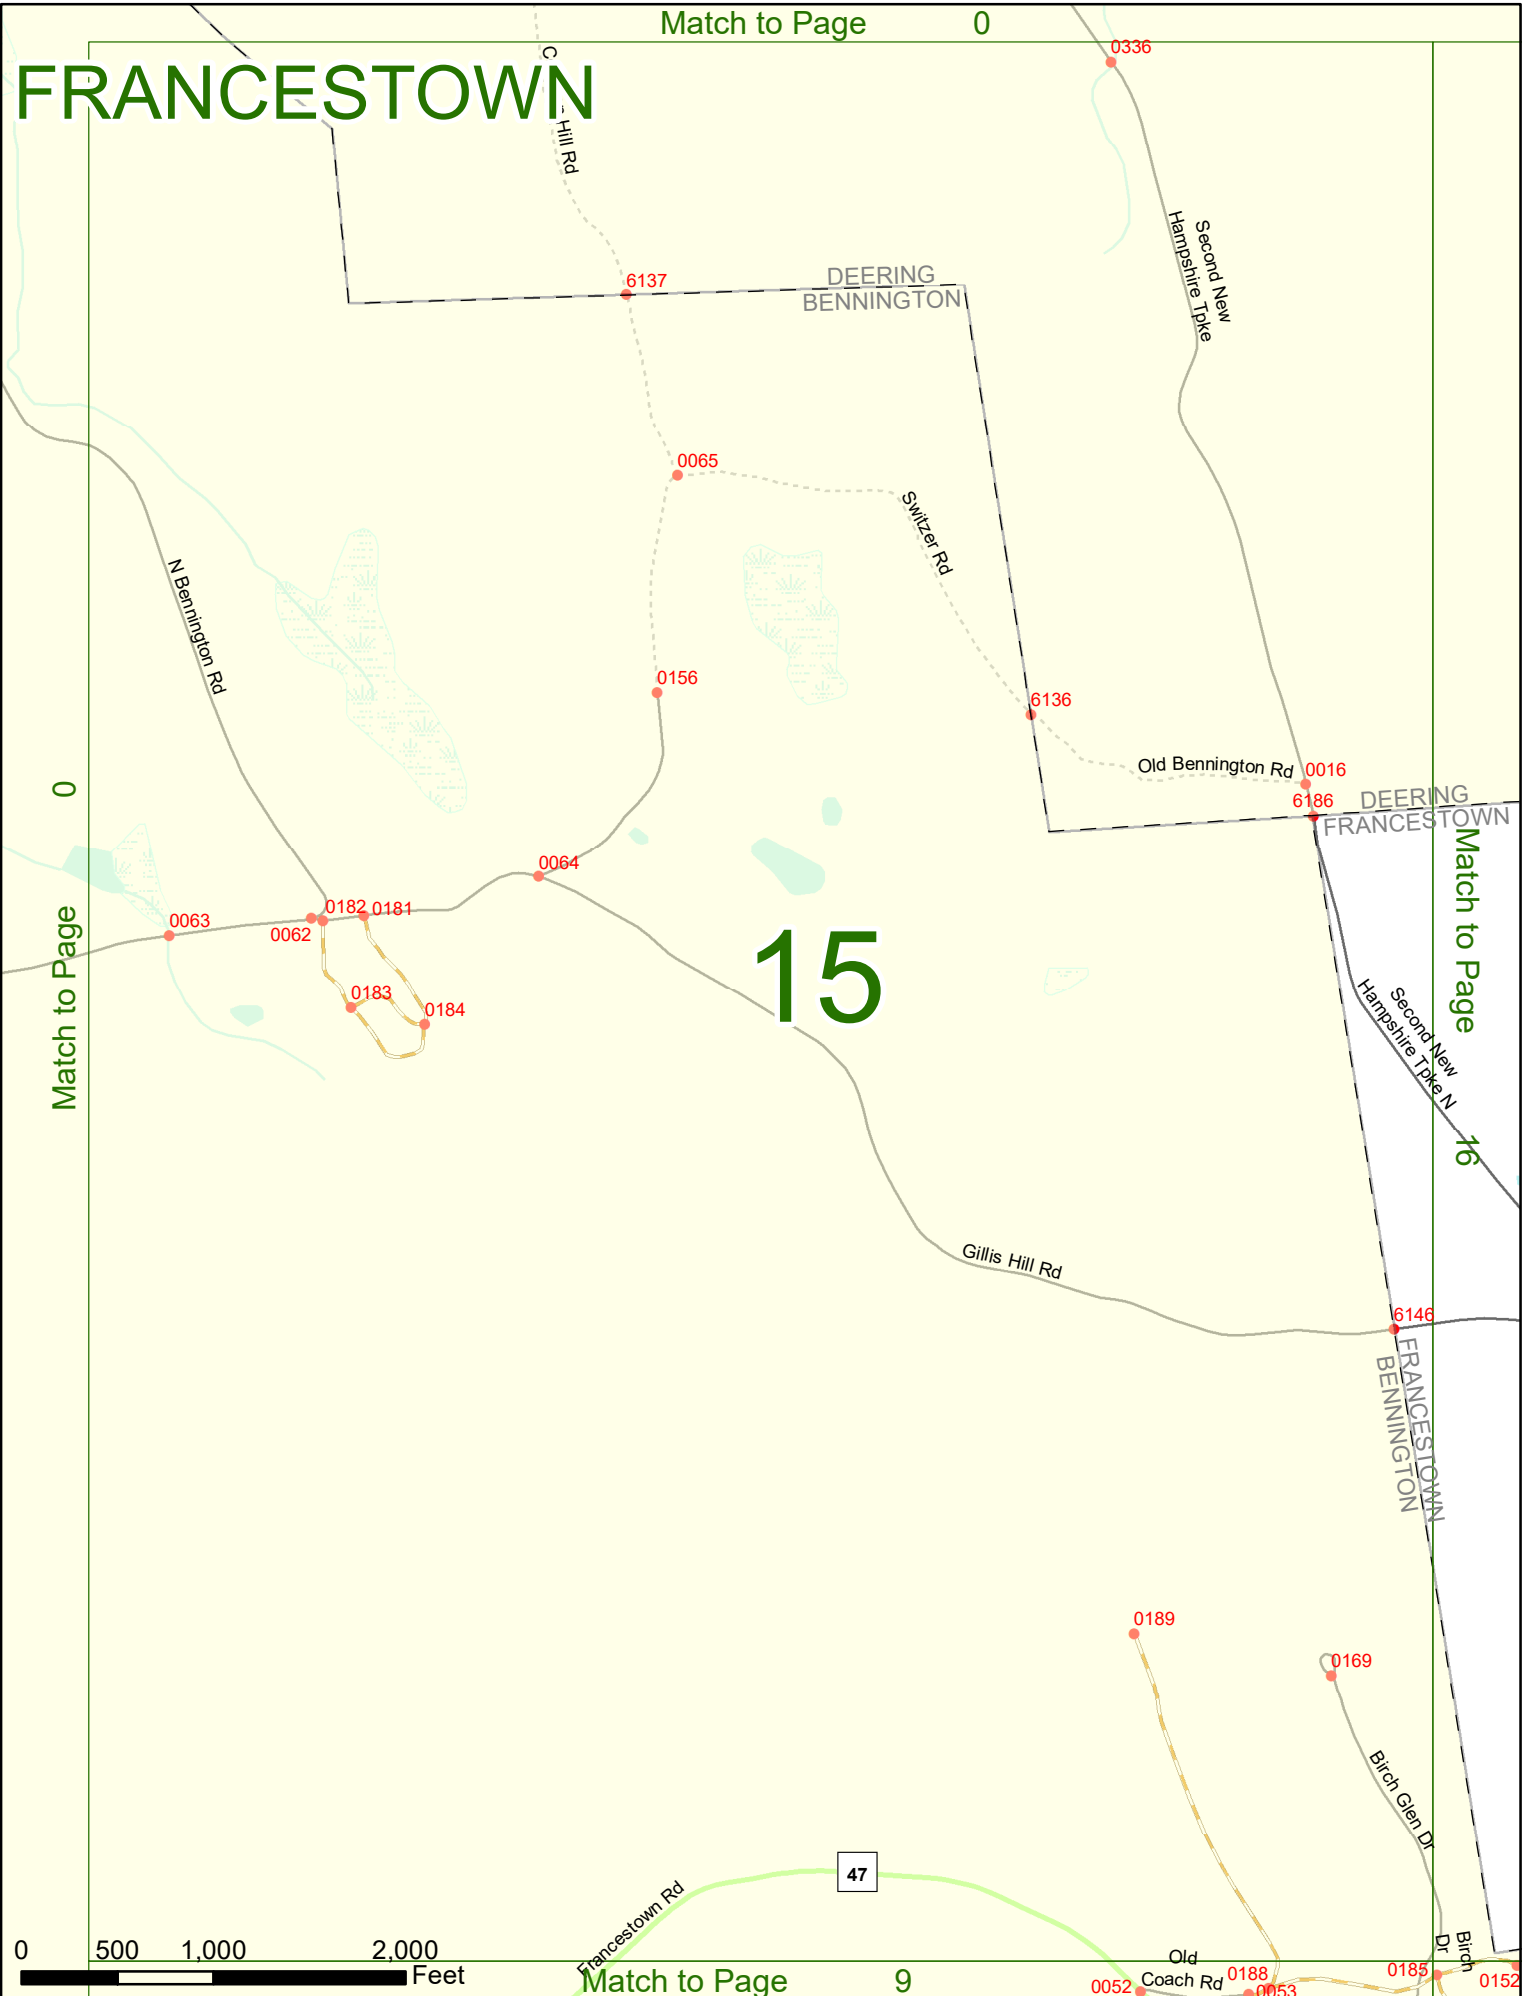 Match to Page 0
FRANCESTOWN
0336
Hill Rd
Second New
Hampshire Tpke
6137
DEERING
BENNINGTON
0065
Switzer Rd
N Bennington Rd
0156
6136
Old Bennington Rd
0016
6186
DEERING
FRANCESTOWN
Match to Page 0
Match to Page 16
0064
0063
0062
0182
0181
0183
0184
15
Second New
Hampshire Tpke N
Gillis Hill Rd
6146
FRANCESTOWN
BENNINGTON
0189
0169
Birch Glen Dr
47
Francestown Rd
Birch
Dr
Old
Coach Rd
0052
0188
0053
0185
0152
0 500 1,000 2,000
Feet
Match to Page 9